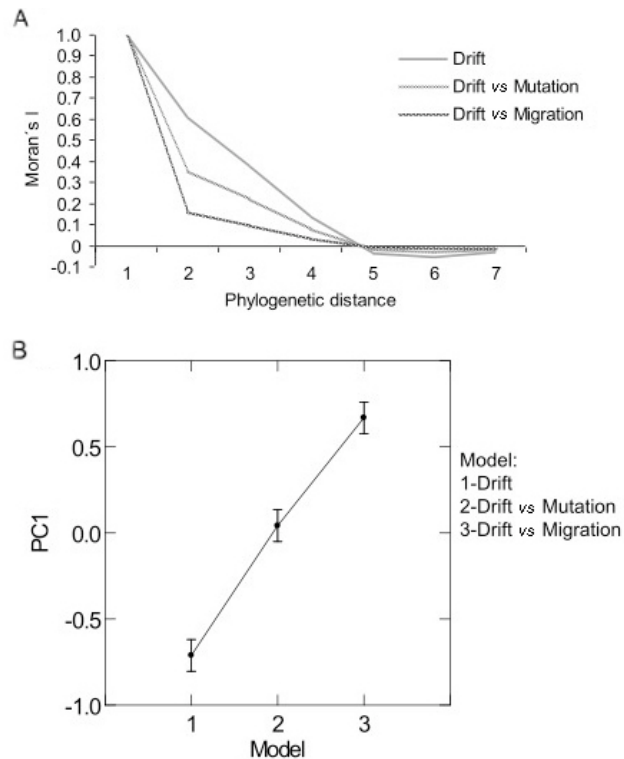 A
1.0
0.9
0.8
0.7
0.6
0.5
0.4
0.3
0.2
0.1
0
-0.1
Moran´s I
Drift
Drift vs Mutation
Drift vs Migration
1 2 3 4 5 6 7
Phylogenetic distance
B
1.0
0.5
0.0
-0.5
-1.0
PC1
1 2 3
Model
Model:
1-Drift
2-Drift vs Mutation
3-Drift vs Migration